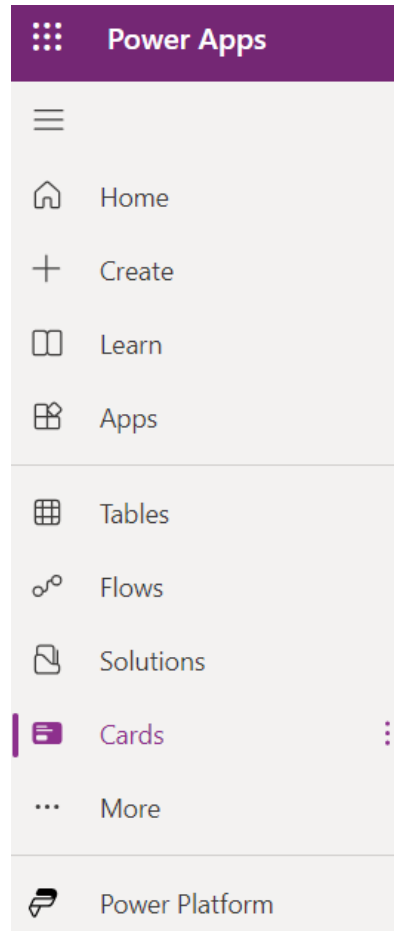 Power Apps
Home
Create
Learn
Apps
Tables
Flows
Solutions
Cards
More
Power Platform